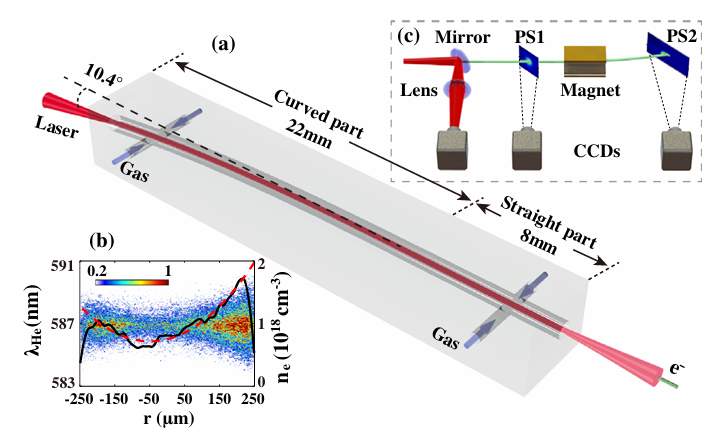 (a)
10.4°
Laser
Gas
Curved part
22mm
Straight part
8mm
Gas
e-
(b)
591
587
583
λHe(nm)
0.2
1
2
1
0
ne (10^18 cm^-3)
-250 -150 -50 50 150 250
r (μm)
(c)
Mirror
PS1
PS2
Lens
Magnet
CCDs